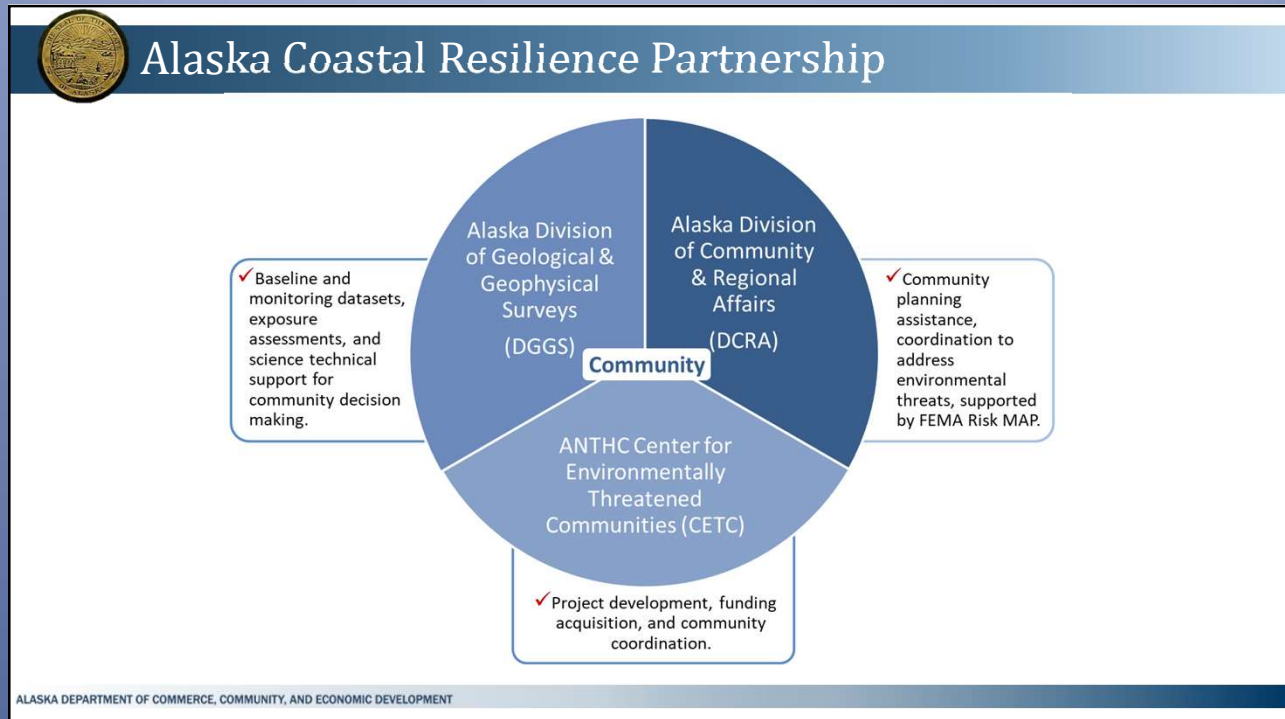 Alaska Coastal Resilience Partnership
Alaska Division
of Geological &
Geophysical
Surveys
(DGGS)
Alaska Division
of Community
& Regional
Affairs
(DCRA)
Community
ANTHC Center for
Environmentally
Threatened
Communities (CETC)
✓Baseline and
monitoring datasets,
exposure
assessments, and
science technical
support for
community decision
making.
✓Community
planning
assistance,
coordination to
address
environmental
threats, supported
by FEMA Risk MAP.
✓Project development, funding
acquisition, and community
coordination.
ALASKA DEPARTMENT OF COMMERCE, COMMUNITY, AND ECONOMIC DEVELOPMENT